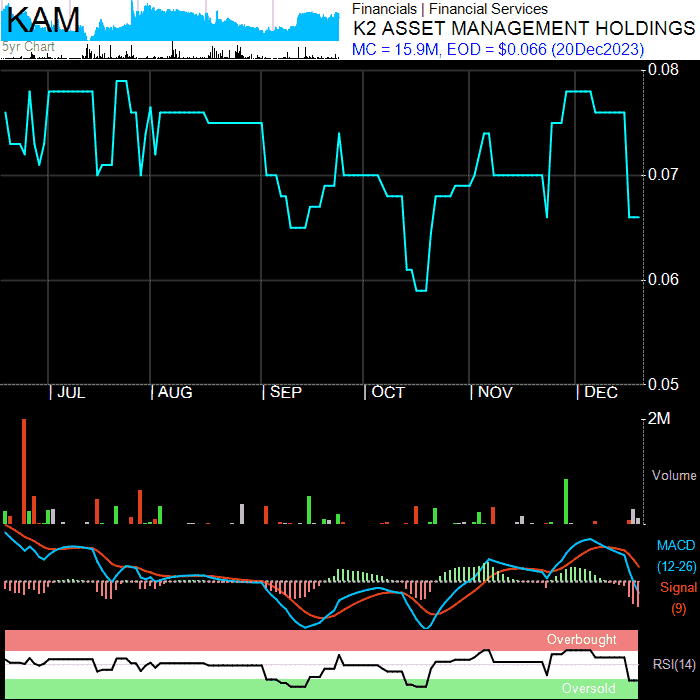 KAM
5yr Chart
Financials | Financial Services
K2 ASSET MANAGEMENT HOLDINGS
MC = 15.9M, EOD = $0.066 (20Dec2023)
0.08
0.07
0.06
0.05
| JUL | AUG | SEP | OCT | NOV | DEC
2M
Volume
MACD
(12-26)
Signal
(9)
Overbought
RSI(14)
Oversold